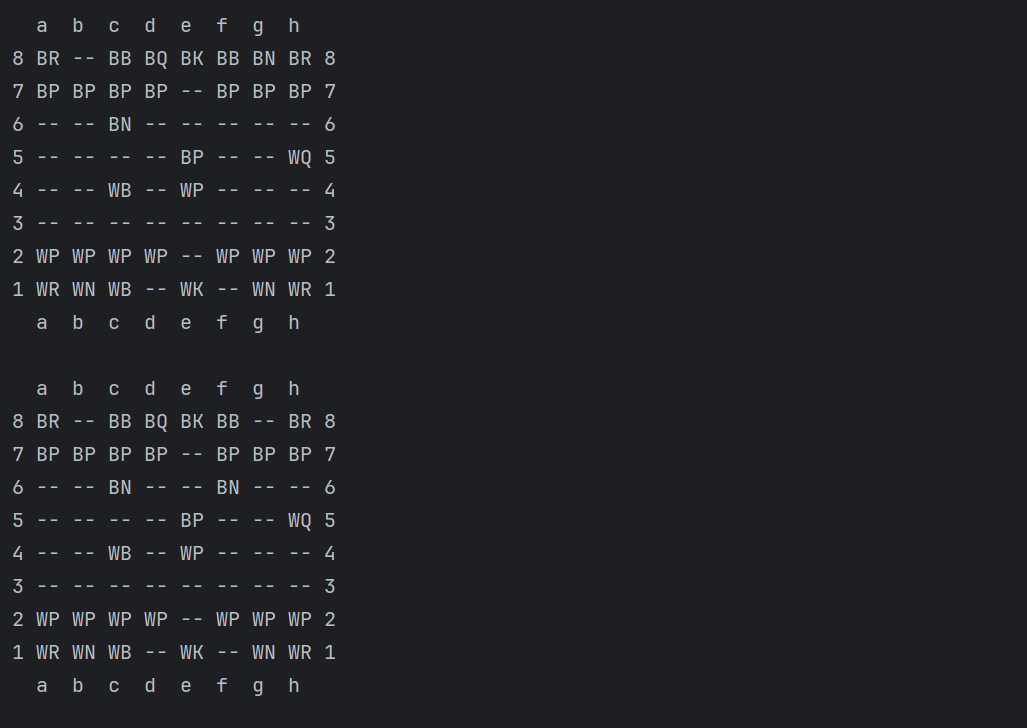 a  b  c  d  e  f  g  h
8 BR -- BB BQ BK BB BN BR 8
7 BP BP BP BP -- BP BP BP 7
6 -- -- BN -- -- -- -- -- 6
5 -- -- -- -- BP -- -- WQ 5
4 -- -- WB -- WP -- -- -- 4
3 -- -- -- -- -- -- -- -- 3
2 WP WP WP WP -- WP WP WP 2
1 WR WN WB -- WK -- WN WR 1
  a  b  c  d  e  f  g  h

  a  b  c  d  e  f  g  h
8 BR -- BB BQ BK BB -- BR 8
7 BP BP BP BP -- BP BP BP 7
6 -- -- BN -- -- BN -- -- 6
5 -- -- -- -- BP -- -- WQ 5
4 -- -- WB -- WP -- -- -- 4
3 -- -- -- -- -- -- -- -- 3
2 WP WP WP WP -- WP WP WP 2
1 WR WN WB -- WK -- WN WR 1
  a  b  c  d  e  f  g  h